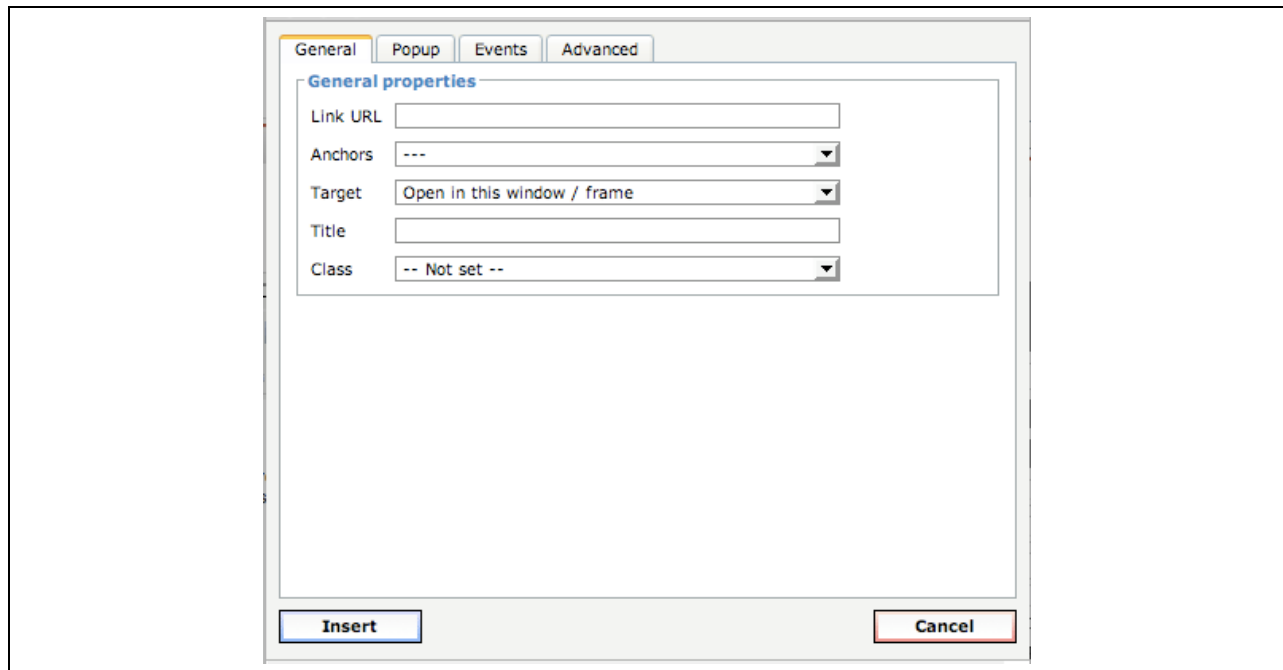 General Popup Events Advanced
General properties
Link URL
Anchors ---
Target Open in this window / frame
Title
Class -- Not set --
Insert Cancel